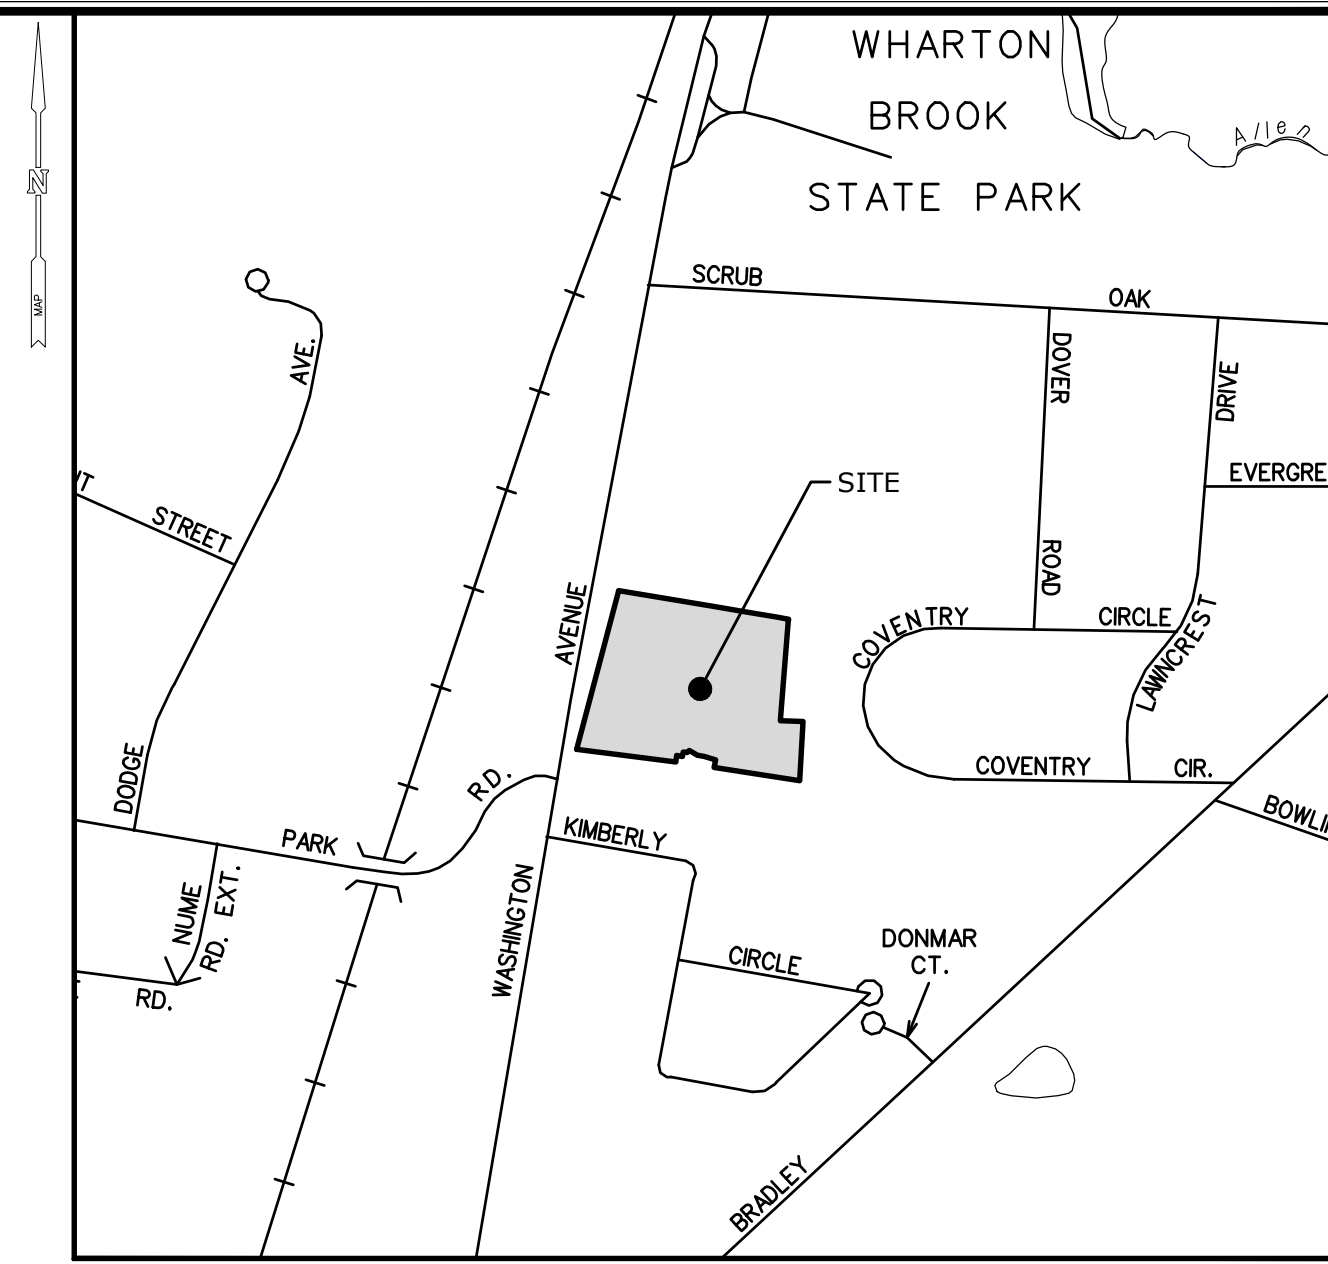 WHARTON
BROOK
STATE PARK
Allen
N
MAP
SCRUB
OAK
AVE.
DOVER
DRIVE
EVERGRE
SITE
STREET
ROAD
AVENUE
COVENTRY
CIRCLE
LAWNCREST
DODGE
RD.
COVENTRY
CIR.
BOWLI
PARK
KIMBERLY
NUME
RD. EXT.
WASHINGTON
CIRCLE
DONMAR
CT.
RD.
BRADLEY